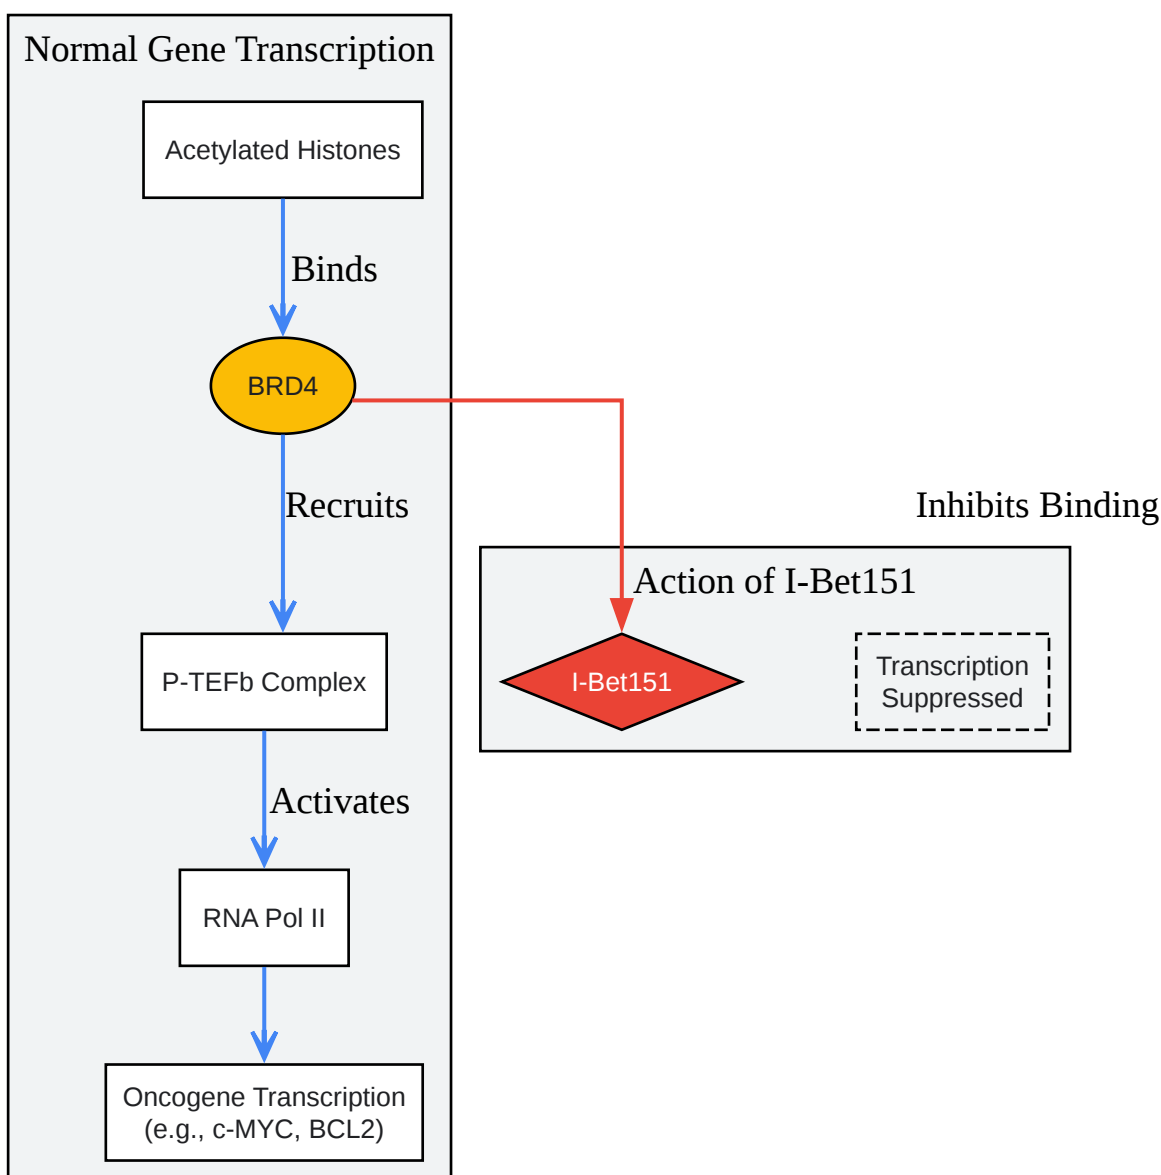 Normal Gene Transcription
Acetylated Histones
Binds
BRD4
Recruits
Inhibits Binding
Action of I-Bet151
P-TEFb Complex
I-Bet151
Transcription
Suppressed
Activates
RNA Pol II
Oncogene Transcription
(e.g., c-MYC, BCL2)